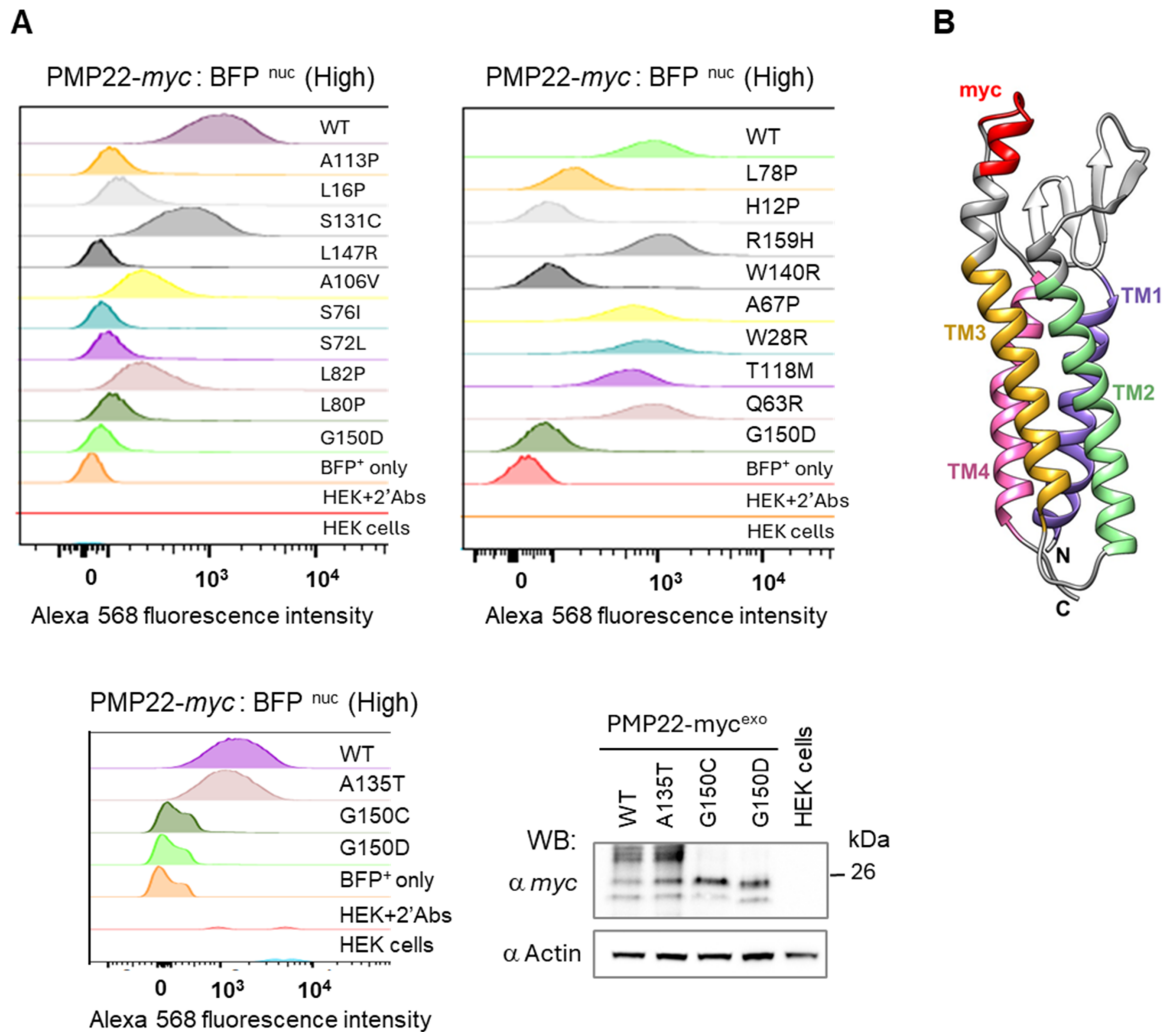 A
PMP22-myc: BFP nuc (High)
WT
A113P
L16P
S131C
L147R
A106V
S76I
S72L
L82P
L80P
G150D
BFP+ only
HEK+2'Abs
HEK cells
0 10³ 10⁴
Alexa 568 fluorescence intensity
PMP22-myc: BFP nuc (High)
WT
L78P
H12P
R159H
W140R
A67P
W28R
T118M
Q63R
G150D
BFP+ only
HEK+2'Abs
HEK cells
0 10³ 10⁴
Alexa 568 fluorescence intensity
B
myc
TM1
TM3
TM2
TM4
N
C
PMP22-myc: BFP nuc (High)
WT
A135T
G150C
G150D
BFP+ only
HEK+2'Abs
HEK cells
0 10³ 10⁴
Alexa 568 fluorescence intensity
PMP22-mycexo
WT
A135T
G150C
G150D
HEK cells
WB:
kDa
α myc
26
α Actin